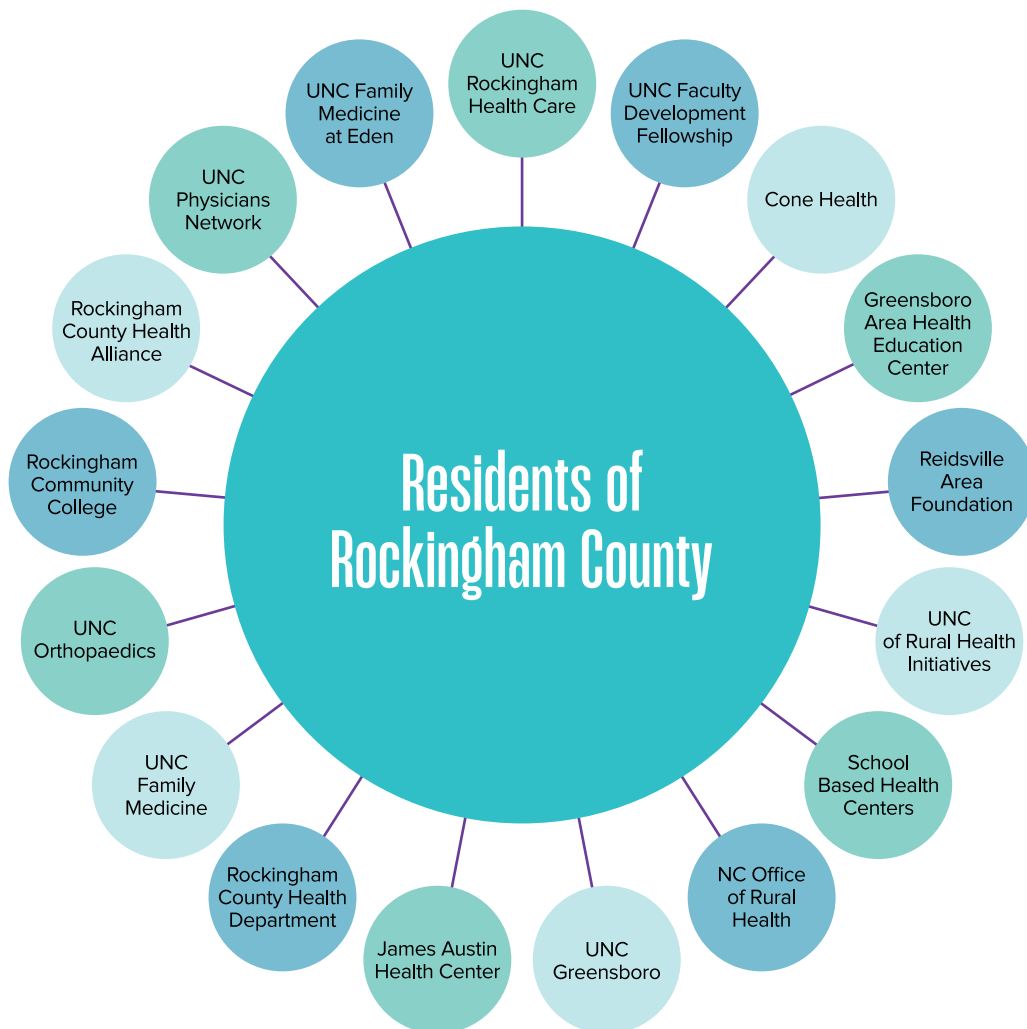 UNC
Rockingham
Health Care
UNC Faculty
Development
Fellowship
Cone Health
Greensboro
Area Health
Education
Center
Reidsville
Area
Foundation
UNC
of Rural Health
Initiatives
School
Based Health
Centers
NC Office
of Rural
Health
UNC
Greensboro
James Austin
Health Center
Rockingham
County Health
Department
UNC
Family
Medicine
UNC
Orthopaedics
Rockingham
Community
College
Rockingham
County Health
Alliance
UNC
Physicians
Network
UNC Family
Medicine
at Eden
Residents of
Rockingham County